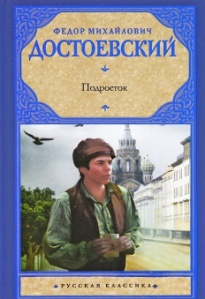 ФЕДОР МИХАЙЛОВИЧ
ДОСТОЕВСКИЙ
Подросток
РУССКАЯ КЛАССИКА